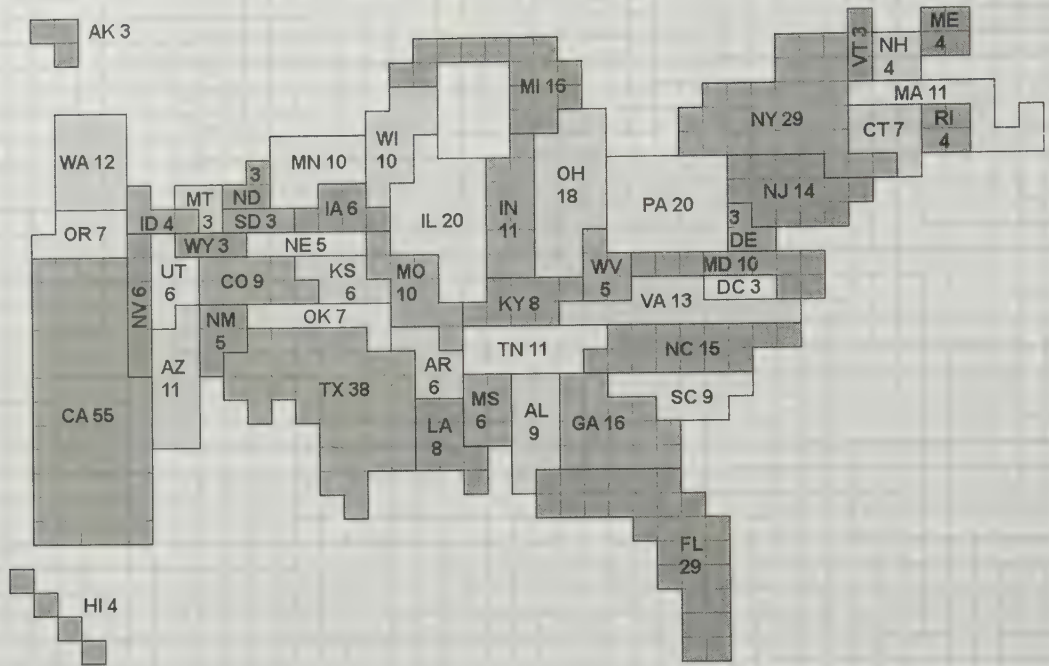 AK 3
VT 3
ME
4
NH
4
MI 16
MA 11
NY 29
CT 7
RI
4
WA 12
WI
10
MN 10
OH
18
3
ND
MT
3
IA 6
IL 20
IN
11
PA 20
NJ 14
OR 7
ID 4
SD 3
3
DE
WY 3
NE 5
UT
6
NV 6
CO 9
KS
6
MO
10
WV
5
MD 10
DC 3
KY 8
VA 13
NM
5
OK 7
TN 11
NC 15
AZ
11
AR
6
TX 38
MS
6
SC 9
CA 55
AL
9
GA 16
LA
8
FL
29
HI 4